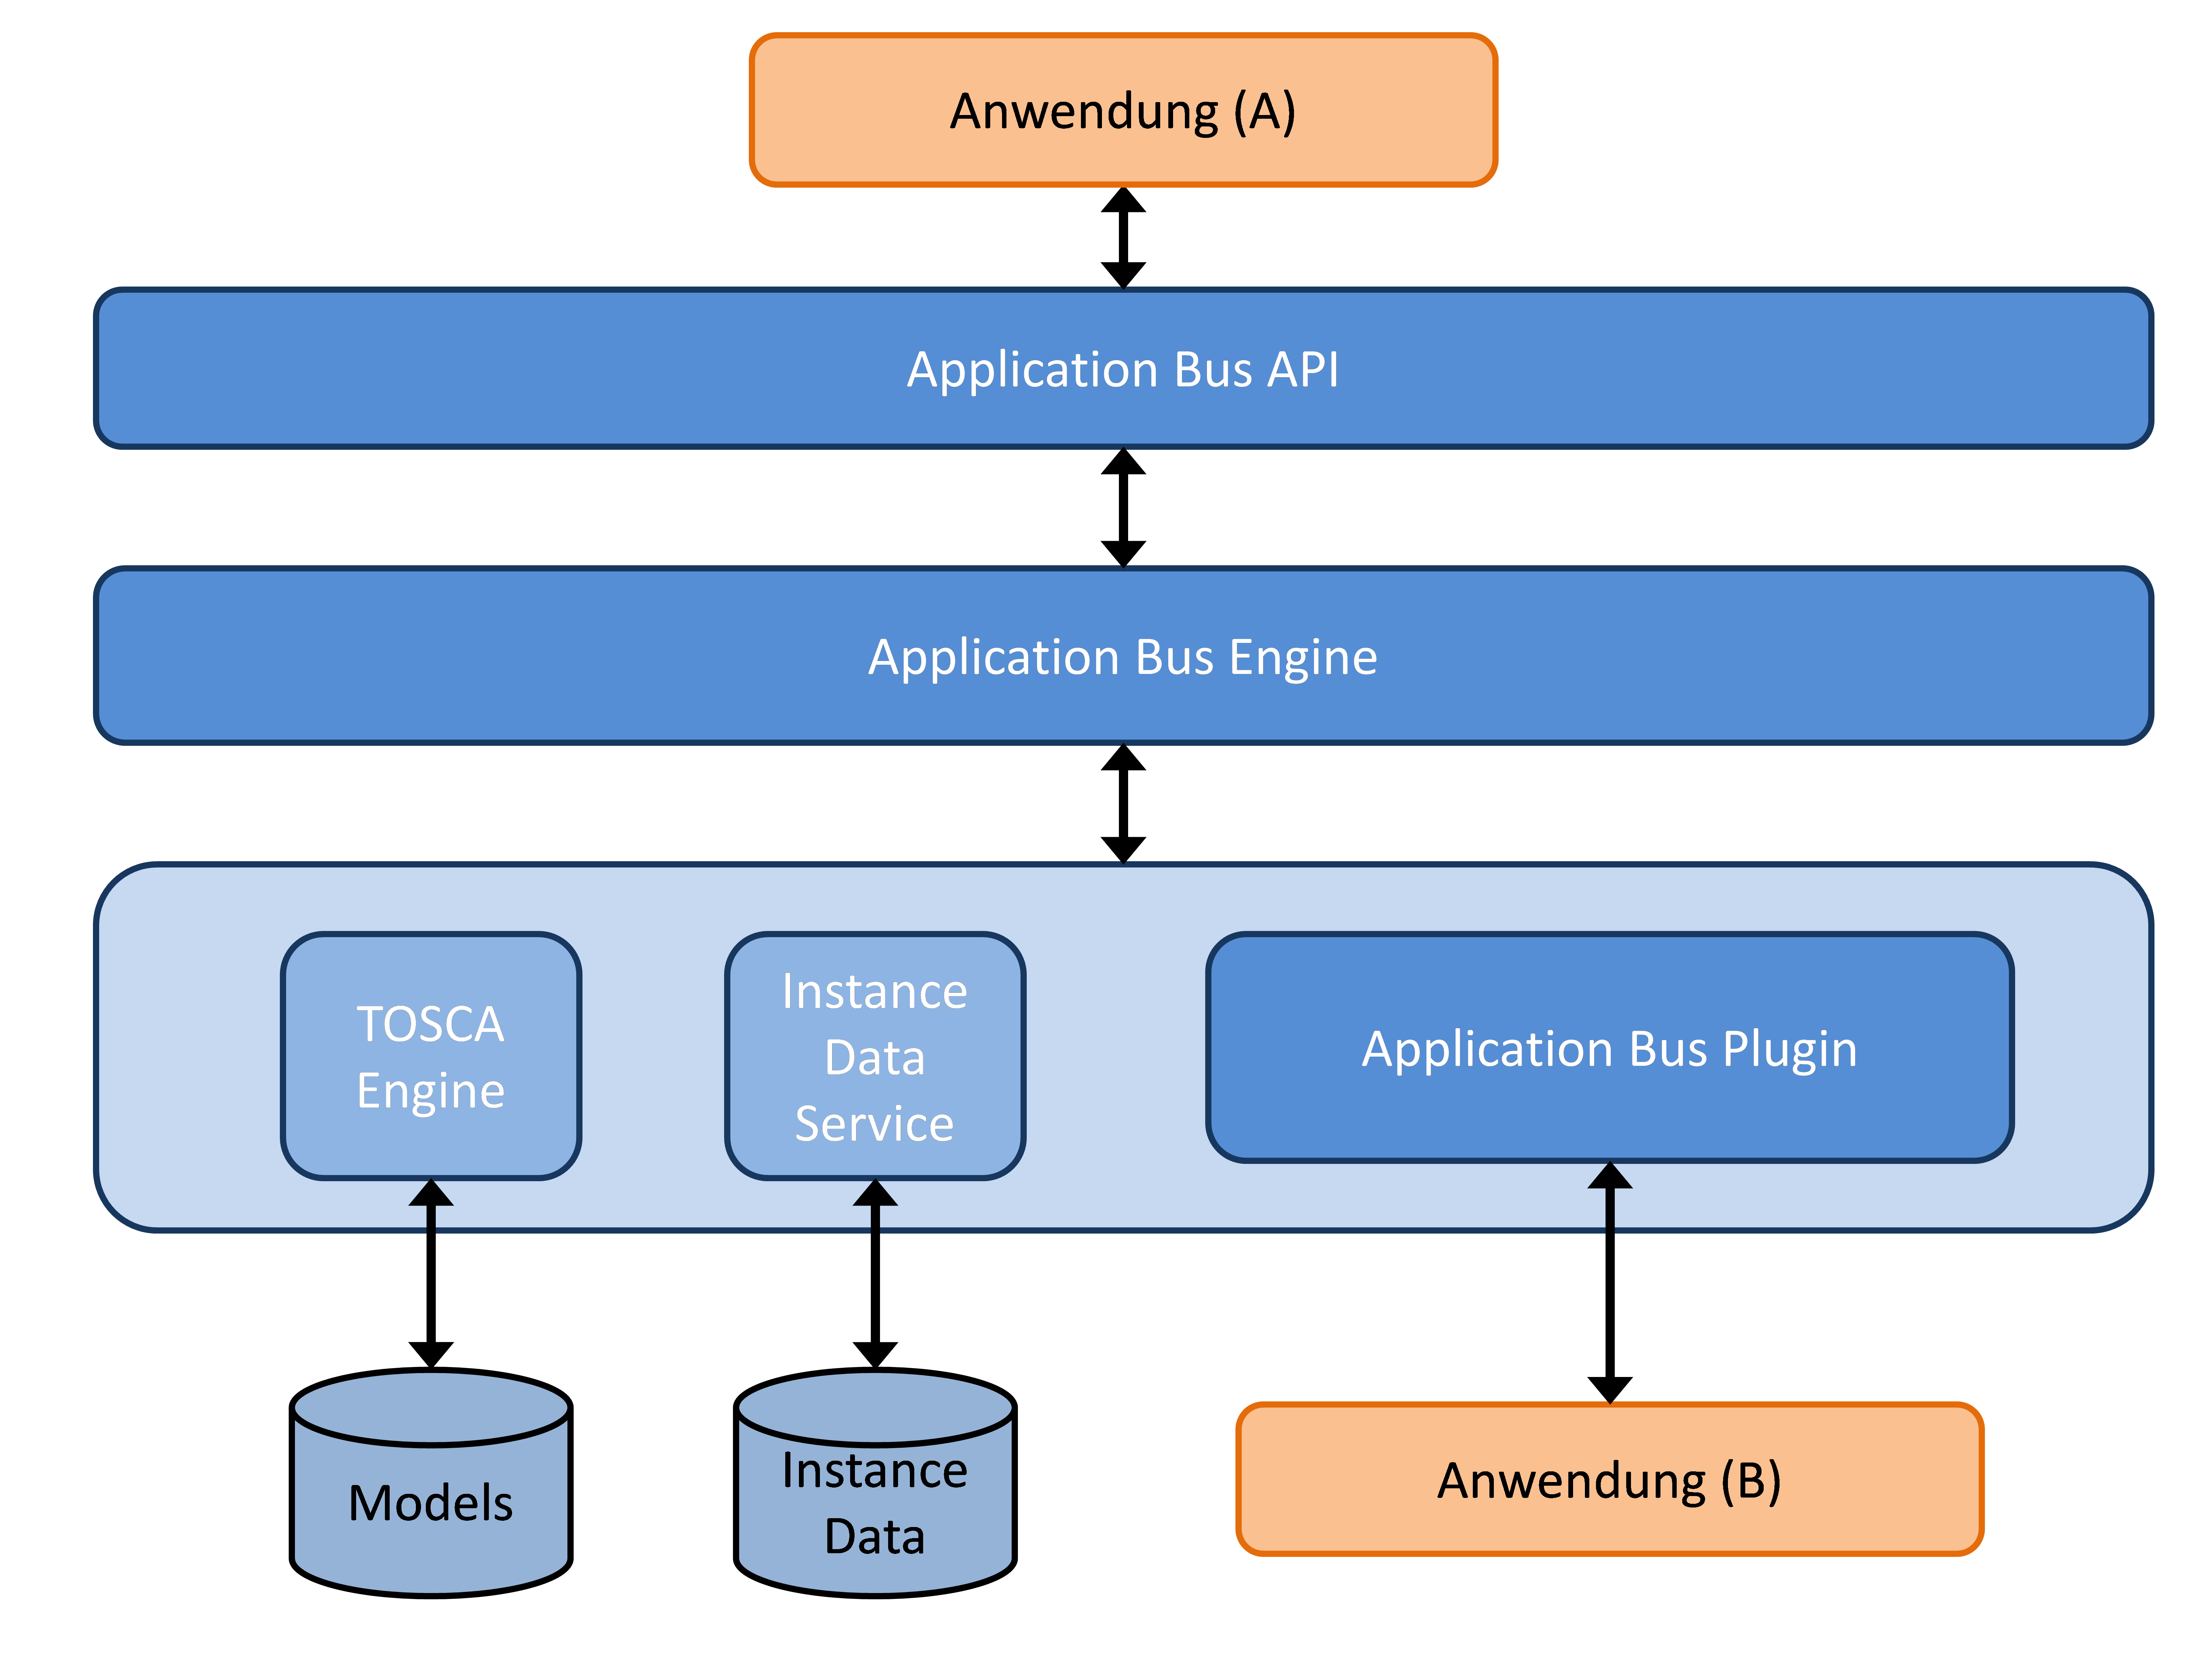 Anwendung (A)
Application Bus API
Application Bus Engine
TOSCA
Engine
Instance
Data
Service
Application Bus Plugin
Models
Instance
Data
Anwendung (B)